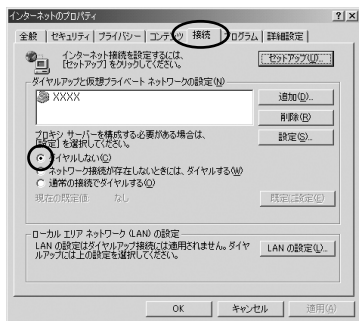 インターネットのプロパティ ? ×
全般 セキュリティ プライバシー コンテンツ 接続 プログラム 詳細設定
インターネット接続を設定するには、 セットアップ(U)...
[セットアップ] をクリックしてください。
ダイヤルアップと仮想プライベート ネットワークの設定(N)
XXXX 追加(D)...
削除(R)
プロキシ サーバーを構成する必要がある場合は、 設定(S)...
[設定] を選択してください。
ダイヤルしない(C)
ネットワーク接続が存在しないときには、ダイヤルする(W)
通常の接続でダイヤルする(O)
現在の既定値: なし 既定に設定(E)
ローカル エリア ネットワーク (LAN) の設定
LAN の設定はダイヤルアップ接続には適用されません。ダイヤ LAN の設定(L)...
ルアップには上の設定を選択してください。
OK キャンセル 適用(A)